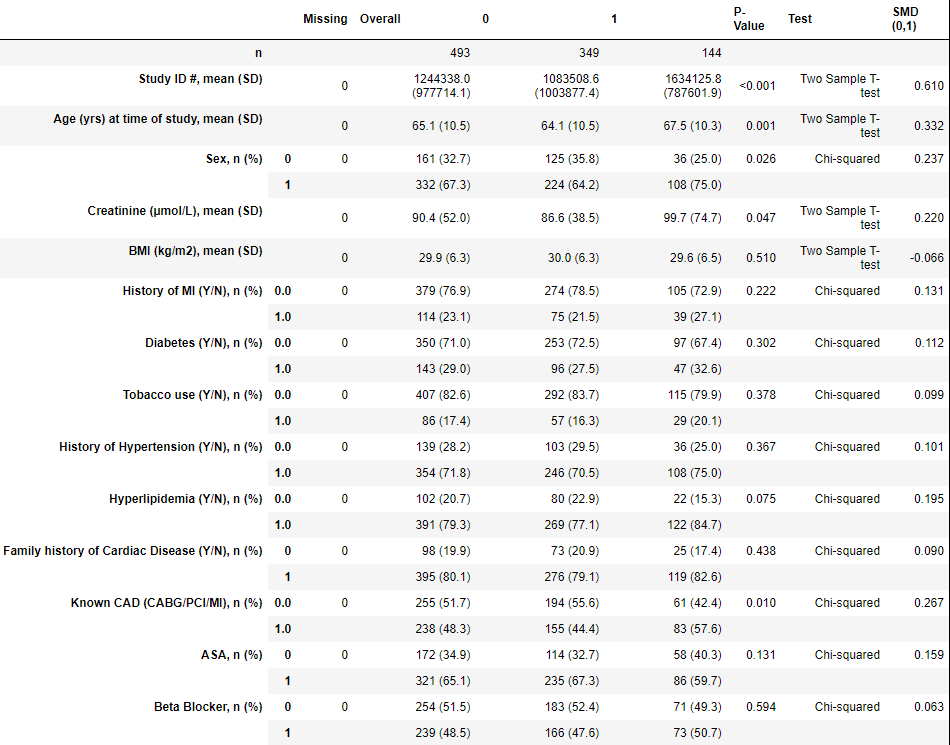 Missing Overall 0 1 P-Value Test SMD (0,1)
n 493 349 144
Study ID #, mean (SD) 0 1244338.0 (977714.1) 1083508.6 (1003877.4) 1634125.8 (787601.9) <0.001 Two Sample T-test 0.610
Age (yrs) at time of study, mean (SD) 0 65.1 (10.5) 64.1 (10.5) 67.5 (10.3) 0.001 Two Sample T-test 0.332
Sex, n (%) 0 0 161 (32.7) 125 (35.8) 36 (25.0) 0.026 Chi-squared 0.237
1 332 (67.3) 224 (64.2) 108 (75.0)
Creatinine (µmol/L), mean (SD) 0 90.4 (52.0) 86.6 (38.5) 99.7 (74.7) 0.047 Two Sample T-test 0.220
BMI (kg/m2), mean (SD) 0 29.9 (6.3) 30.0 (6.3) 29.6 (6.5) 0.510 Two Sample T-test -0.066
History of MI (Y/N), n (%) 0.0 0 379 (76.9) 274 (78.5) 105 (72.9) 0.222 Chi-squared 0.131
1.0 114 (23.1) 75 (21.5) 39 (27.1)
Diabetes (Y/N), n (%) 0.0 0 350 (71.0) 253 (72.5) 97 (67.4) 0.302 Chi-squared 0.112
1.0 143 (29.0) 96 (27.5) 47 (32.6)
Tobacco use (Y/N), n (%) 0.0 0 407 (82.6) 292 (83.7) 115 (79.9) 0.378 Chi-squared 0.099
1.0 86 (17.4) 57 (16.3) 29 (20.1)
History of Hypertension (Y/N), n (%) 0.0 0 139 (28.2) 103 (29.5) 36 (25.0) 0.367 Chi-squared 0.101
1.0 354 (71.8) 246 (70.5) 108 (75.0)
Hyperlipidemia (Y/N), n (%) 0.0 0 102 (20.7) 80 (22.9) 22 (15.3) 0.075 Chi-squared 0.195
1.0 391 (79.3) 269 (77.1) 122 (84.7)
Family history of Cardiac Disease (Y/N), n (%) 0 0 98 (19.9) 73 (20.9) 25 (17.4) 0.438 Chi-squared 0.090
1 395 (80.1) 276 (79.1) 119 (82.6)
Known CAD (CABG/PCI/MI), n (%) 0.0 0 255 (51.7) 194 (55.6) 61 (42.4) 0.010 Chi-squared 0.267
1.0 238 (48.3) 155 (44.4) 83 (57.6)
ASA, n (%) 0 0 172 (34.9) 114 (32.7) 58 (40.3) 0.131 Chi-squared 0.159
1 321 (65.1) 235 (67.3) 86 (59.7)
Beta Blocker, n (%) 0 0 254 (51.5) 183 (52.4) 71 (49.3) 0.594 Chi-squared 0.063
1 239 (48.5) 166 (47.6) 73 (50.7)